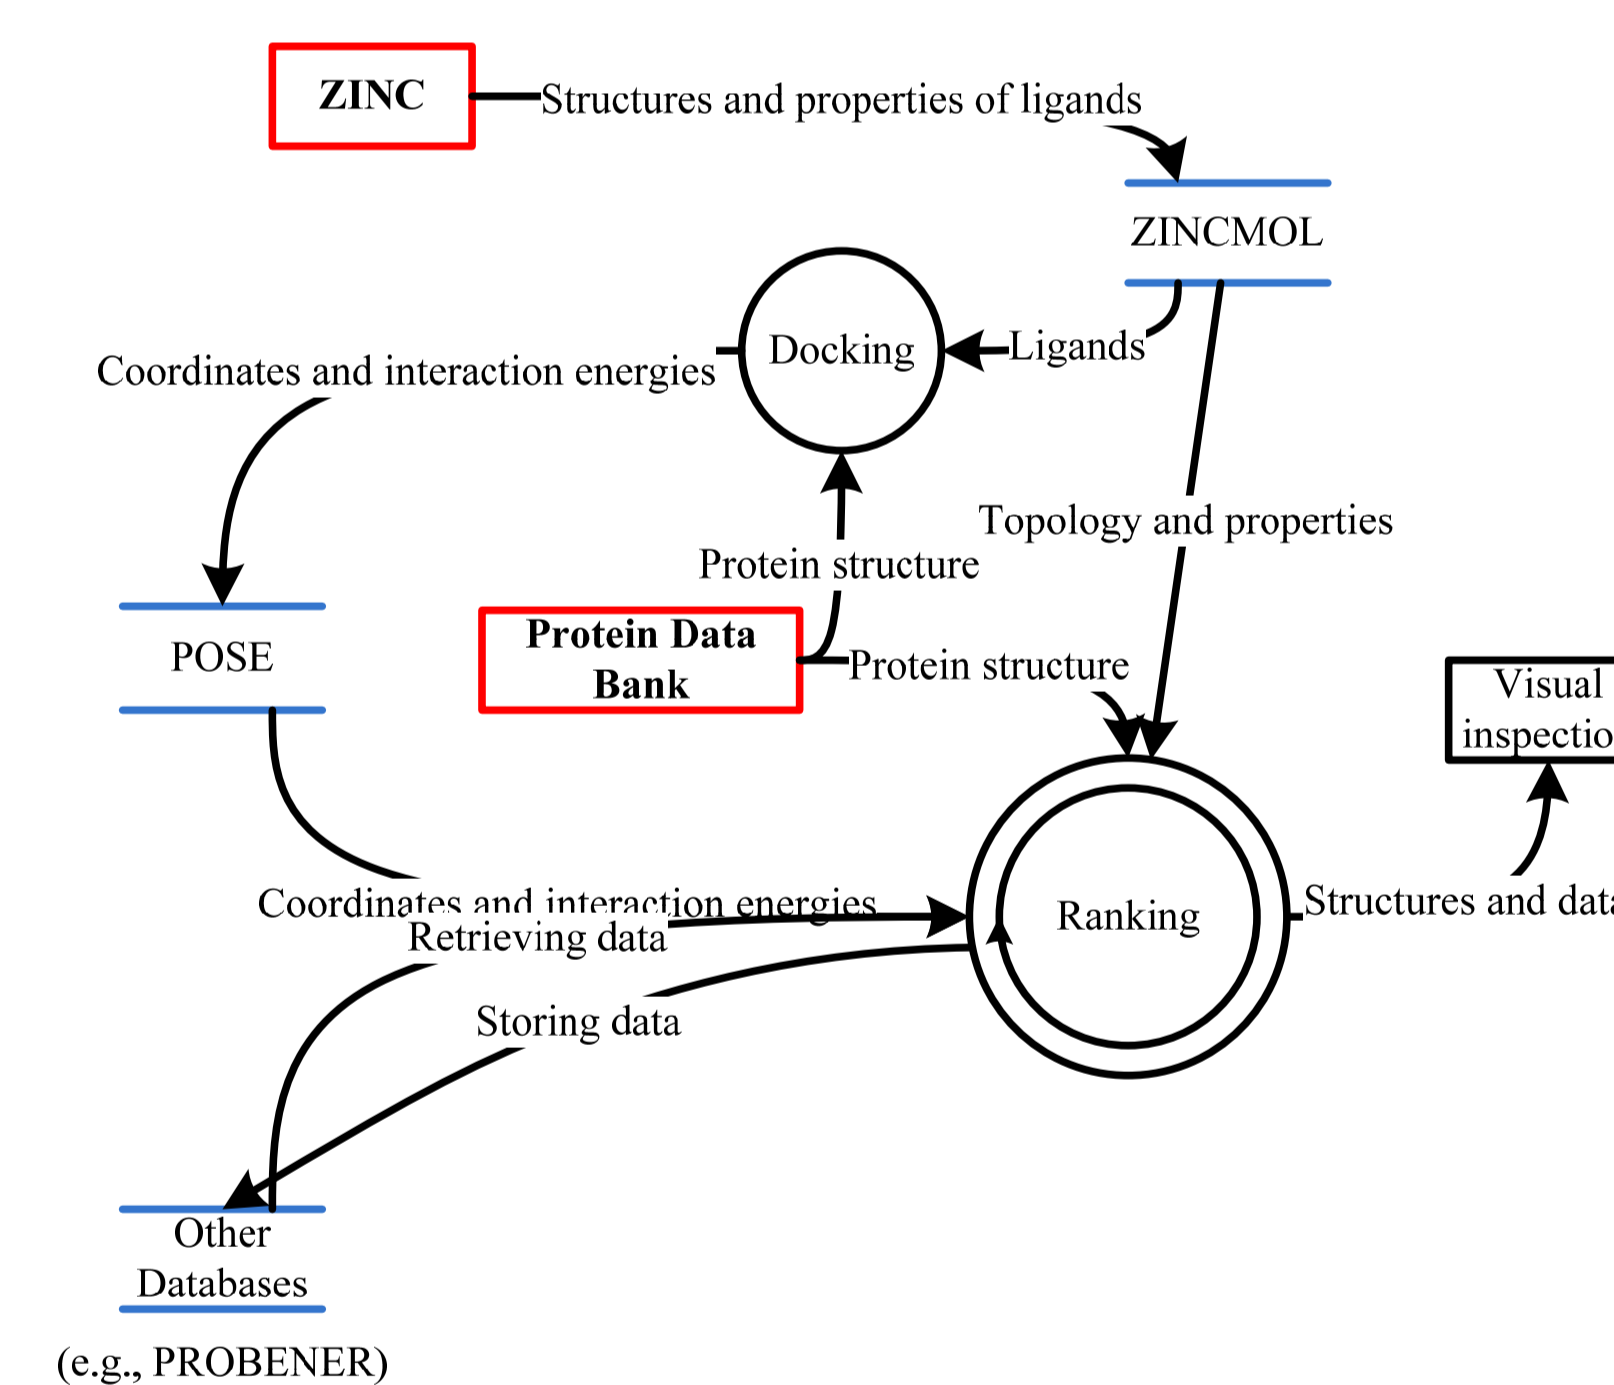 ZINC
Structures and properties of ligands
ZINCMOL
Docking
Ligands
Coordinates and interaction energies
Topology and properties
Protein structure
POSE
Protein Data
Bank
Protein structure
Visual
inspectio
Coordinates and interaction energies
Retrieving data
Ranking
Structures and data
Storing data
Other
Databases
(e.g., PROBENER)